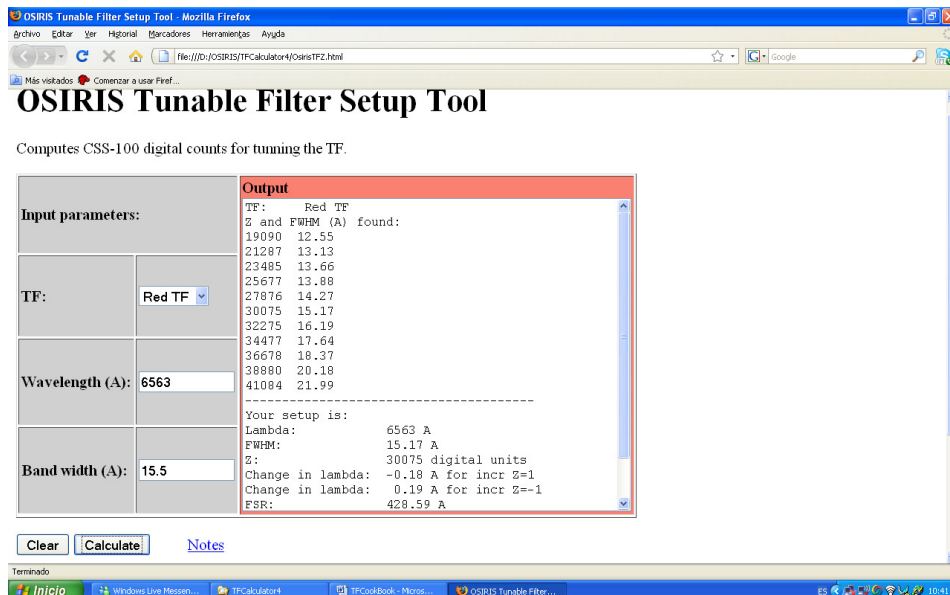 OSIRIS Tunable Filter Setup Tool - Mozilla Firefox
Archivo Editar Ver Historial Marcadores Herramientas Ayuda
file:///D:/OSIRIS/TFCalculator4/OsirisTFZ.html
Google
Más visitados Comenzar a usar Firef...
OSIRIS Tunable Filter Setup Tool
Computes CSS-100 digital counts for tunning the TF.
Input parameters:
Output
TF: Red TF
Z and FWHM (A) found:
19090 12.55
21287 13.13
23485 13.66
25677 13.88
27876 14.27
30075 15.17
32275 16.19
34477 17.64
36678 18.37
38880 20.18
41084 21.99
---------------------------------------
Your setup is:
Lambda: 6563 A
FWHM: 15.17 A
Z: 30075 digital units
Change in lambda: -0.18 A for incr Z=1
Change in lambda: 0.19 A for incr Z=-1
FSR: 428.59 A
TF: Red TF
Wavelength (A): 6563
Band width (A): 15.5
Clear Calculate Notes
Terminado
Inicio Windows Live Messen... TFCalculator4 TFCookBook - Micros... OSIRIS Tunable Filter... ES 10:41